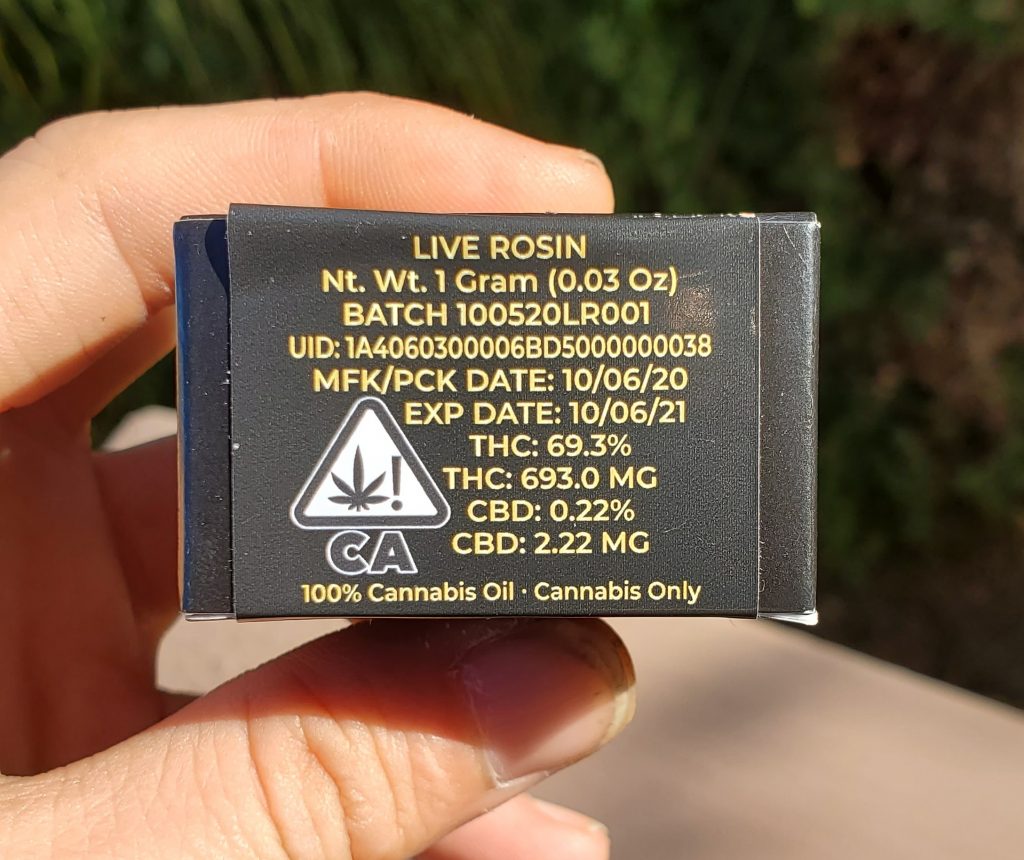 LIVE ROSIN
Nt. Wt. 1 Gram (0.03 Oz)
BATCH 100520LR001
UID: 1A4060300006BD5000000038
MFK/PCK DATE: 10/06/20
EXP DATE: 10/06/21
THC: 69.3%
THC: 693.0 MG
CBD: 0.22%
!
CBD: 2.22 MG
CA
100% Cannabis Oil · Cannabis Only